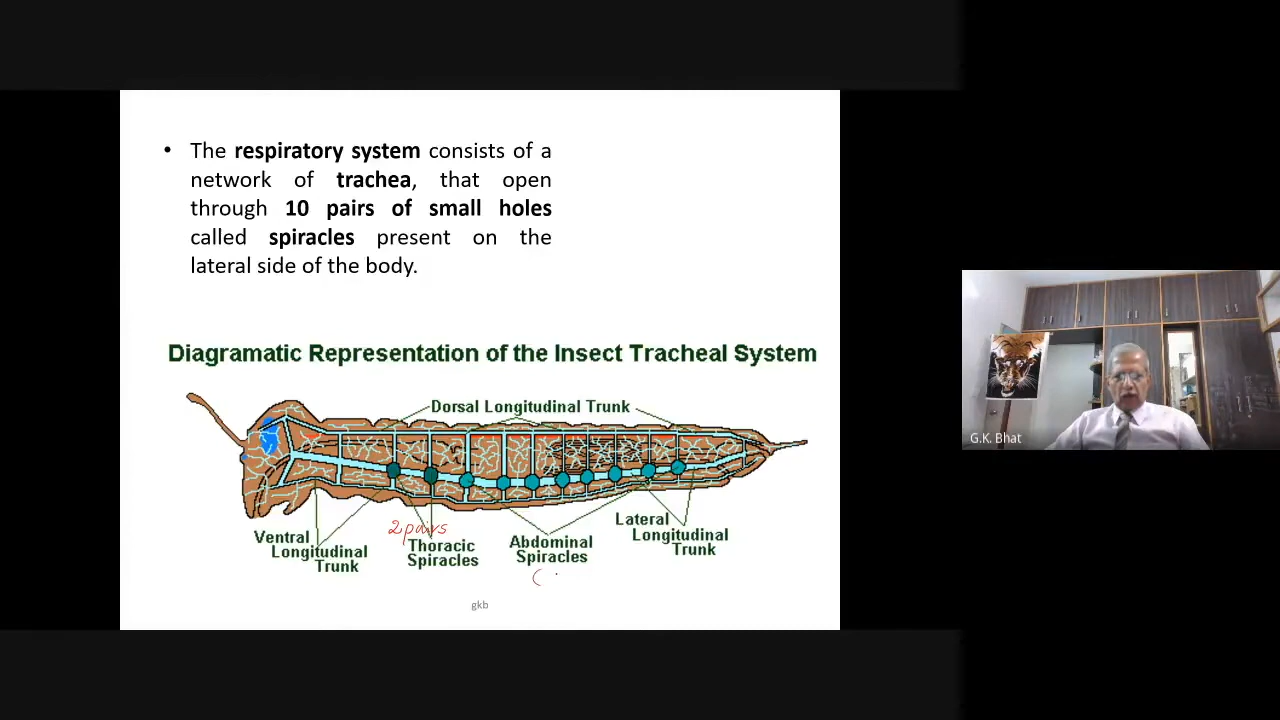 • The respiratory system consists of a
network of trachea, that open
through 10 pairs of small holes
called spiracles present on the
lateral side of the body.
Diagramatic Representation of the Insect Tracheal System
Dorsal Longitudinal Trunk
Ventral
Longitudinal
Trunk
2 pairs
Thoracic
Spiracles
Abdominal
Spiracles
(
Lateral
Longitudinal
Trunk
gkb
G.K. Bhat